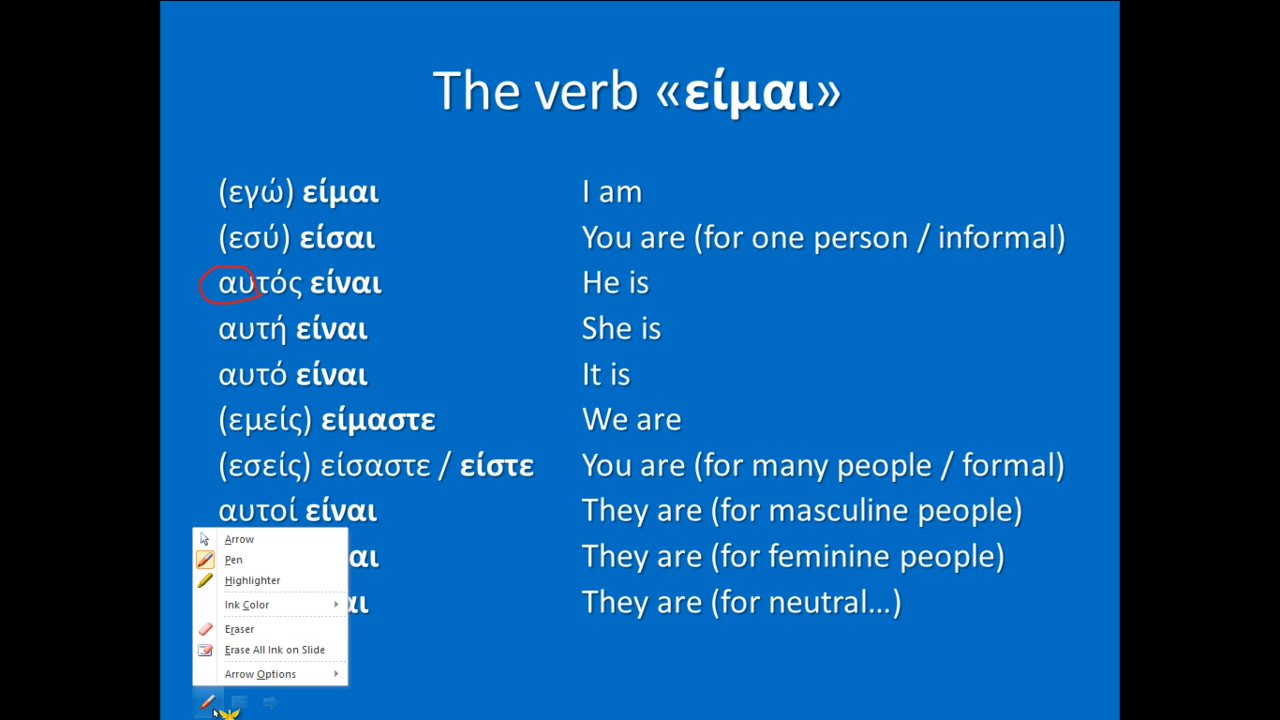 The verb «είμαι»
(εγώ) είμαι I am
(εσύ) είσαι You are (for one person / informal)
αυτός είναι He is
αυτή είναι She is
αυτό είναι It is
(εμείς) είμαστε We are
(εσείς) είσαστε / είστε You are (for many people / formal)
αυτοί είναι They are (for masculine people)
They are (for feminine people)
They are (for neutral...)
Arrow
Pen
Highlighter
Ink Color
Eraser
Erase All Ink on Slide
Arrow Options